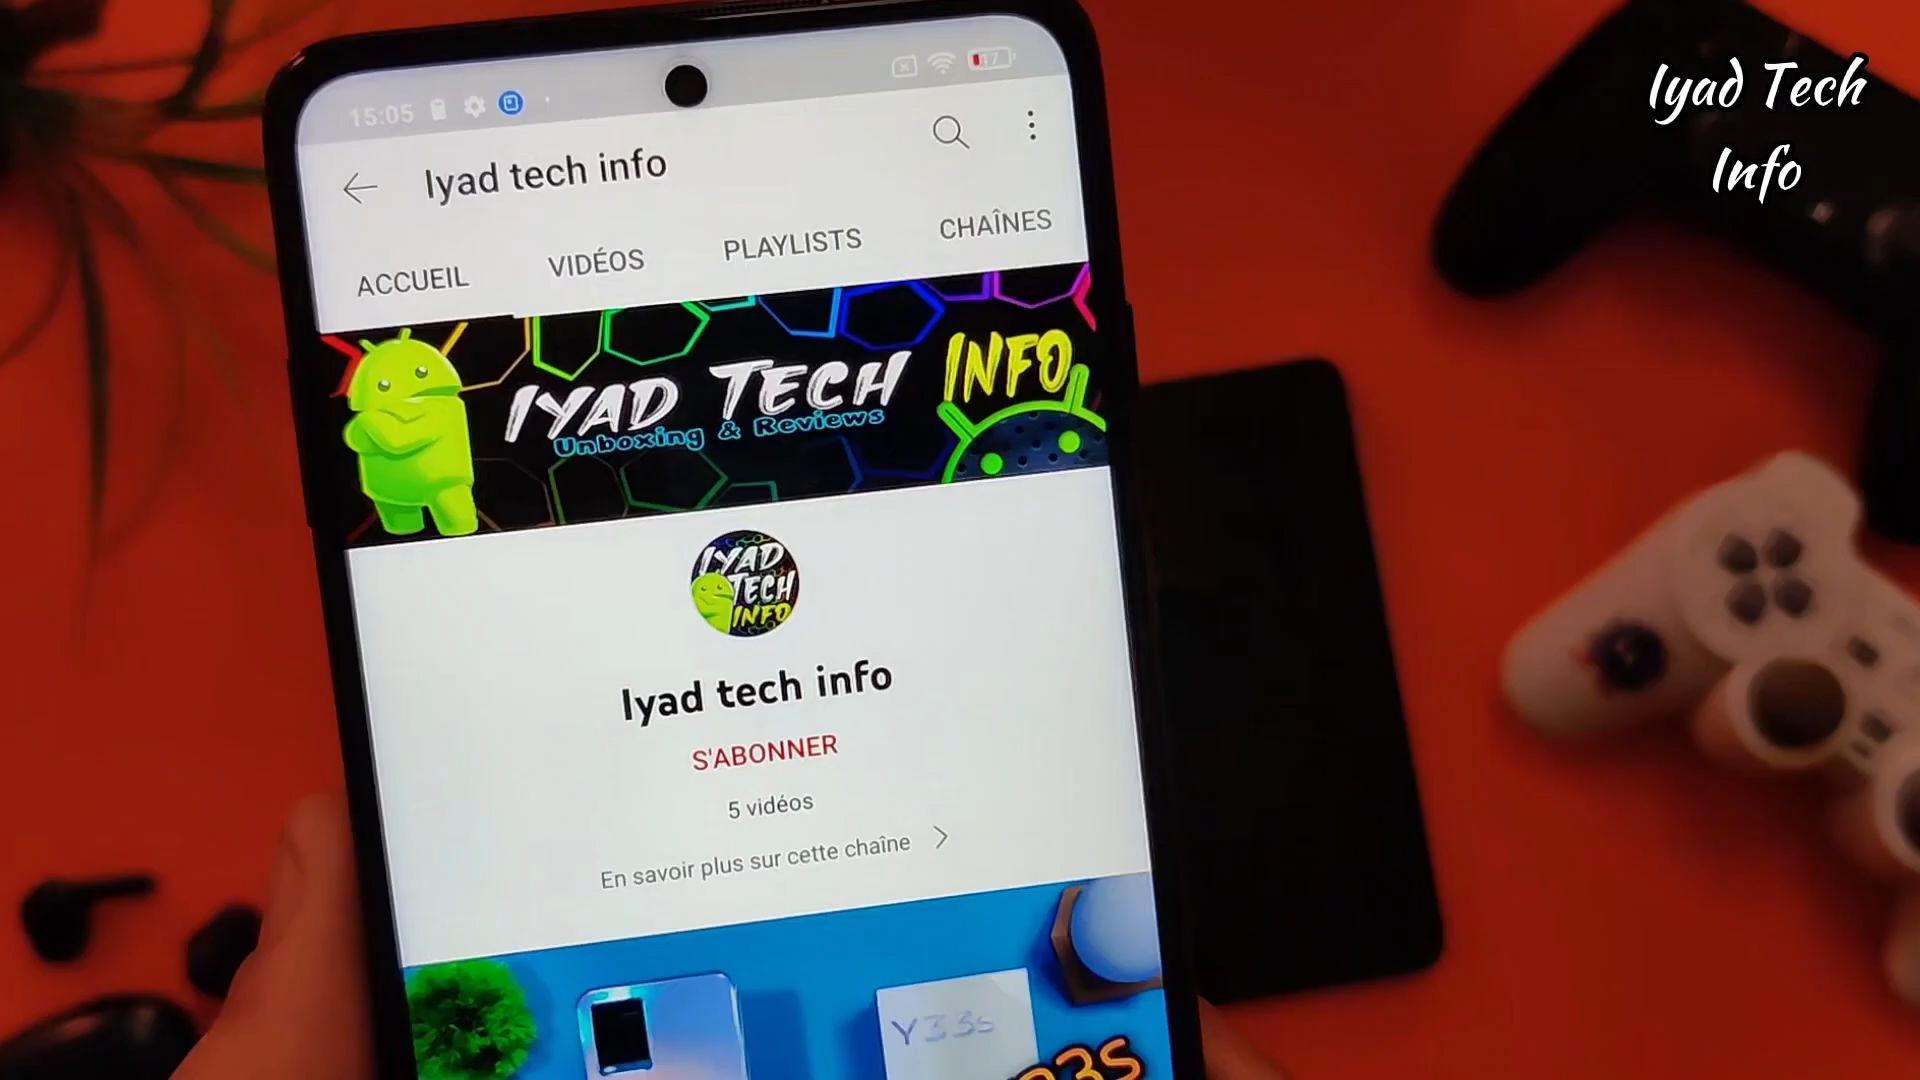 Iyad Tech
Info
15:05
17
Iyad tech info
ACCUEIL VIDÉOS PLAYLISTS CHAÎNES
IYAD TECH INFO
Unboxing & Reviews
IYAD
TECH
INFO
Iyad tech info
S'ABONNER
5 vidéos
En savoir plus sur cette chaîne
Y33s